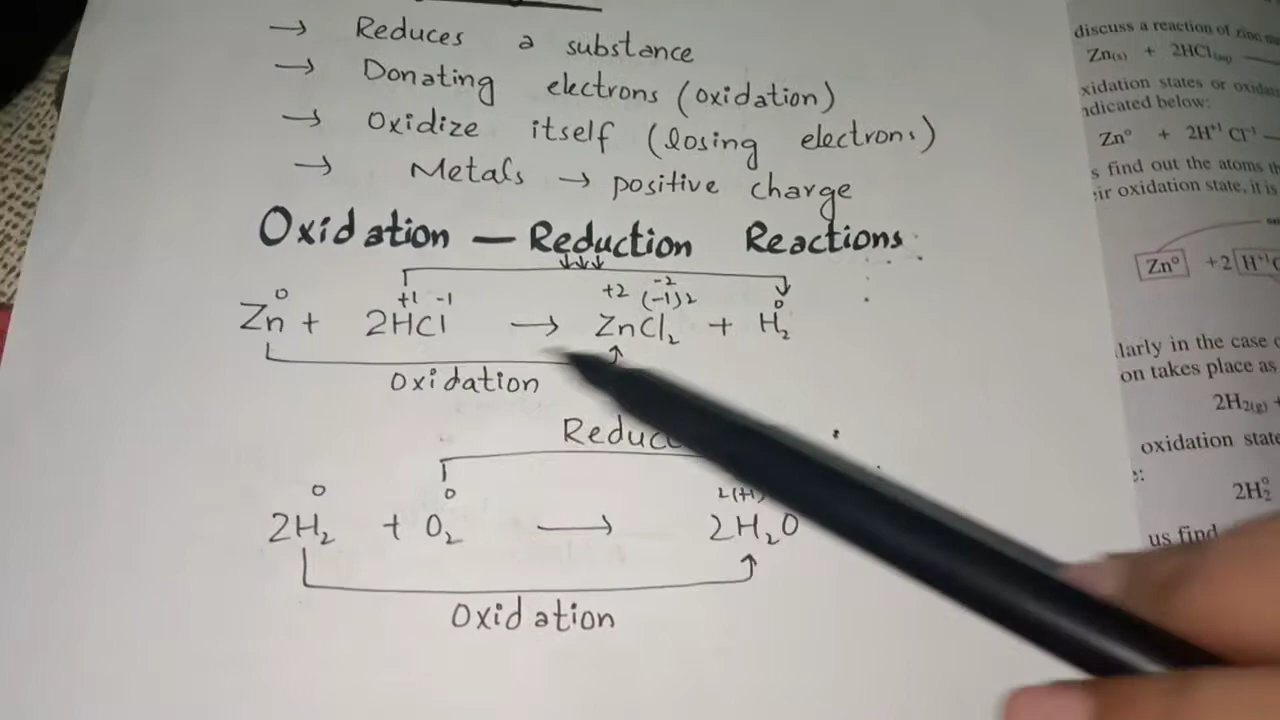 → Reduces a substance
→ Donating electrons (oxidation)
→ Oxidize itself (losing electrons)
→ Metals → positive charge
Oxidation — Reduction Reactions
0 +1 -1 +2 -2 (-1)2 0
Zn + 2HCl → ZnCl₂ + H₂
Oxidation
0 0
2H₂ + O₂ → 2H₂O
Oxidation
discuss a reaction of zinc
Zn(s) + 2HCl(aq)
xidation states or
ndicated below:
Zn⁰ + 2H⁺¹ Cl⁻¹
s find out the atoms
eir oxidation state, it is
Zn⁰ +2 H⁺¹
larly in the case
on takes place as
2H₂(g) +
oxidation state
e:
2H₂⁰
us find